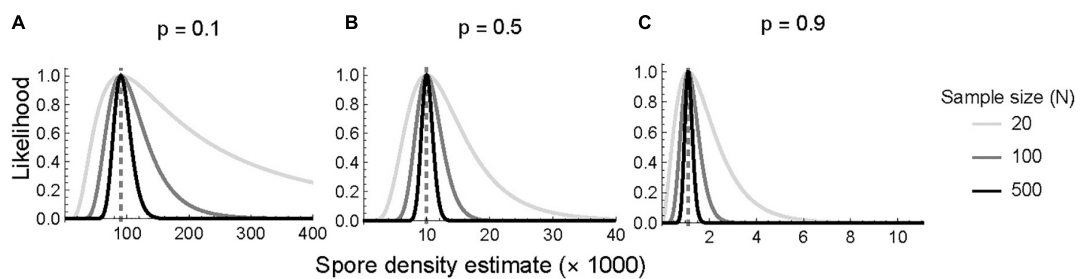 A
p = 0.1
B
p = 0.5
C
p = 0.9
Likelihood
1.0
0.8
0.6
0.4
0.2
0.0
100 200 300 400
1.0
0.8
0.6
0.4
0.2
0.0
10 20 30 40
1.0
0.8
0.6
0.4
0.2
0.0
2 4 6 8 10
Spore density estimate (× 1000)
Sample size (N)
20
100
500